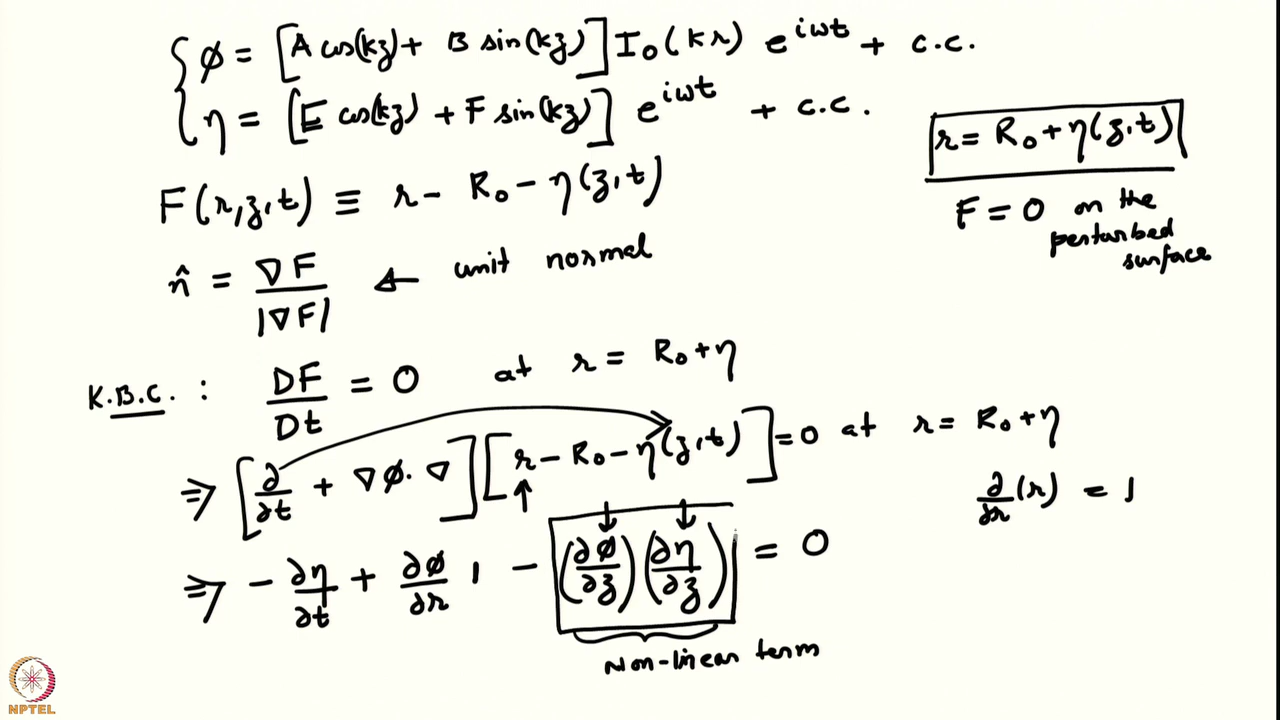 φ = [A cos(kz) + B sin(kz)] I₀(kr) e^{iωt} + c.c.
η = [E cos(kz) + F sin(kz)] e^{iωt} + c.c.
r = R₀ + η(z,t)
F(r,z,t) ≡ r - R₀ - η(z,t)
F = 0 on the
perturbed
surface
n̂ = ∇F / |∇F| ← unit normal
K.B.C. : DF/Dt = 0 at r = R₀ + η
⇒ [∂/∂t + ∇φ·∇] [r - R₀ - η(z,t)] = 0 at r = R₀ + η
∂/∂r (r) = 1
⇒ - ∂η/∂t + ∂φ/∂r 1 - (∂φ/∂z)(∂η/∂z) = 0
Non-linear term
NPTEL